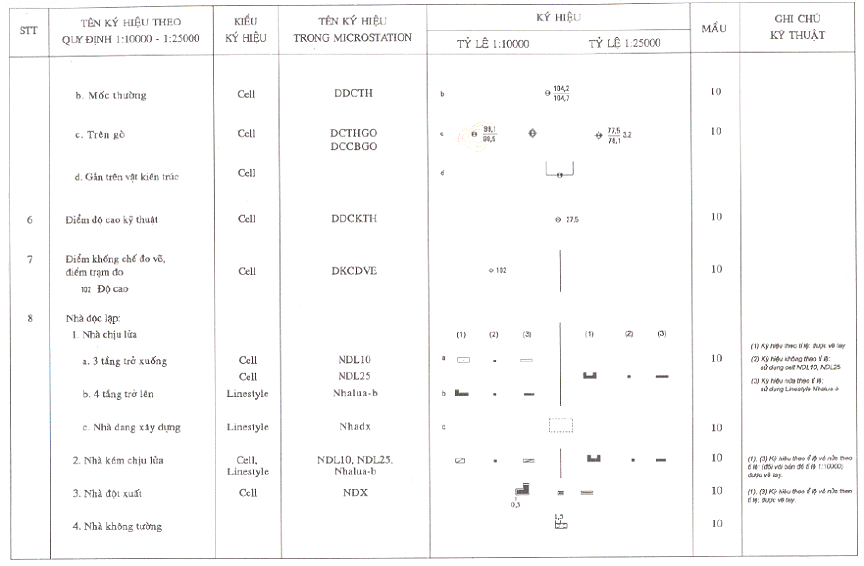 STT
TÊN KÝ HIỆU THEO
QUY ĐỊNH 1:10000 - 1:25000
KIỂU
KÝ HIỆU
TÊN KÝ HIỆU
TRONG MICROSTATION
KÝ HIỆU
TỶ LỆ 1:10000
TỶ LỆ 1:25000
MẦU
GHI CHÚ
KỸ THUẬT
b. Mốc thường Cell DDCTH b 104,2 10
104,7
c. Trên gò Cell DCTHGO c 77,5 3,2 10
DCCBGO 78,1
d. Gắn trên vật kiến trúc Cell d
6 Điểm độ cao kỹ thuật Cell DDCKTH 27,5 10
7 Điểm khống chế đo vẽ,
điểm trạm đo Cell DKCDVE 102 10
102 Độ cao
8 Nhà độc lập:
1. Nhà chịu lửa (1) (2) (3) (1) (2) (3)
a. 3 tầng trở xuống Cell NDL10 a 10
Cell NDL25
b. 4 tầng trở lên Linestyle Nhalua-b b
(1) Ký hiệu theo tỉ lệ: được vẽ tay
(2) Ký hiệu không theo tỉ lệ:
sử dụng cell NDL10, NDL25
(3) Ký hiệu nửa theo tỉ lệ:
sử dụng Linestyle Nhalua-b
c. Nhà đang xây dựng Linestyle Nhadx c 10
2. Nhà kém chịu lửa Cell, NDL10, NDL25, 10
Linestyle Nhalua-b
(1), (3) Ký hiệu theo tỉ lệ và nửa theo
tỉ lệ (đối với bản đồ tỉ lệ 1:10000)
được vẽ tay.
3. Nhà đột xuất Cell NDX 0,3 10
(1), (3) Ký hiệu theo tỉ lệ và nửa theo
tỉ lệ: được vẽ tay.
4. Nhà không tường 1,5 10